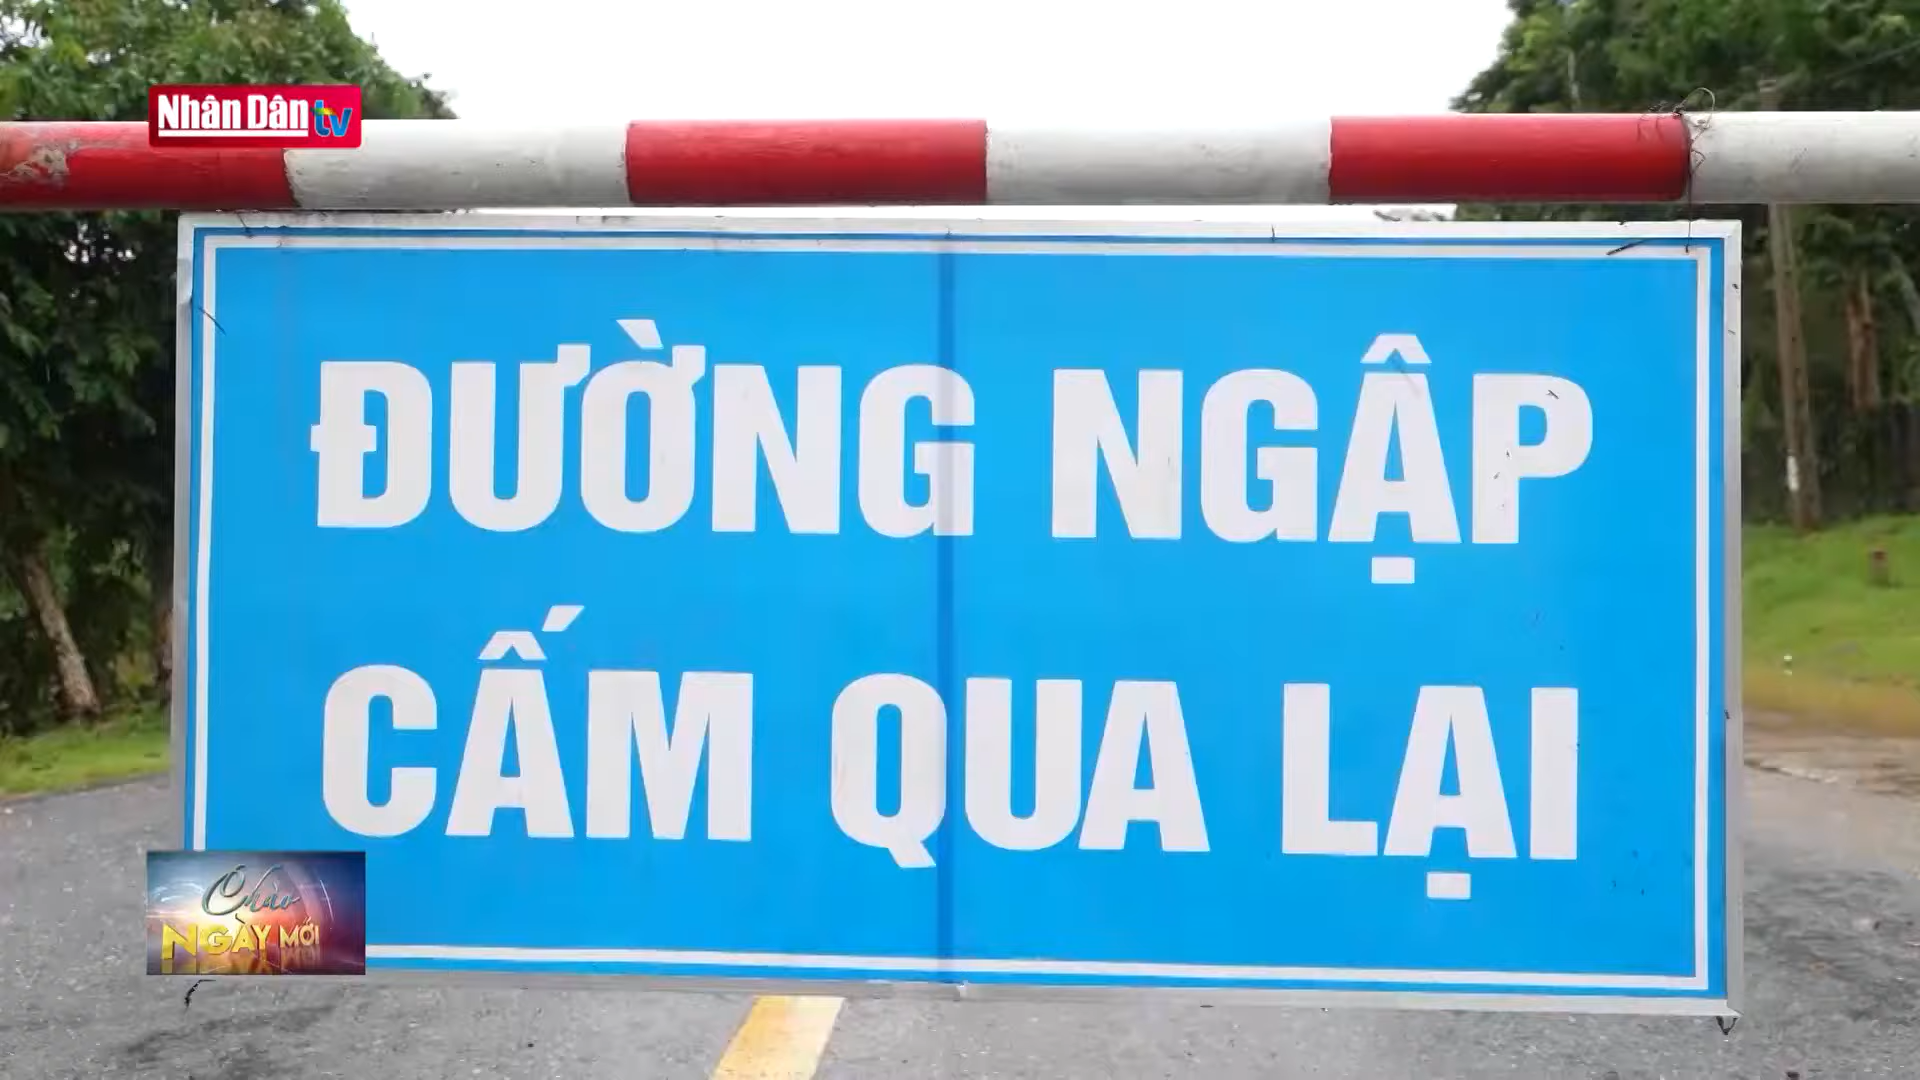 Nhân Dân tv
ĐƯỜNG NGẬP
CẤM QUA LẠI
Chào
NGÀY MỚI